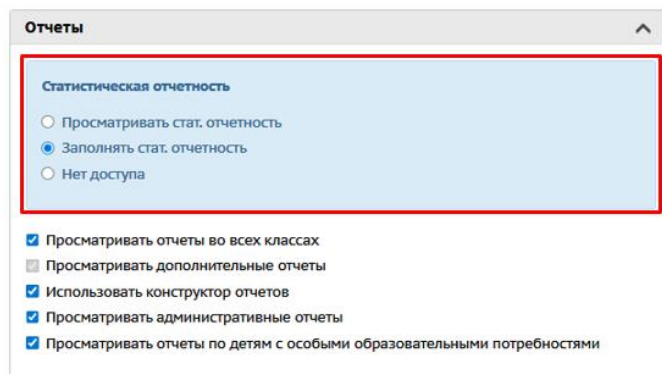 Отчеты
Статистическая отчетность
Просматривать стат. отчетность
Заполнять стат. отчетность
Нет доступа
Просматривать отчеты во всех классах
Просматривать дополнительные отчеты
Использовать конструктор отчетов
Просматривать административные отчеты
Просматривать отчеты по детям с особыми образовательными потребностями